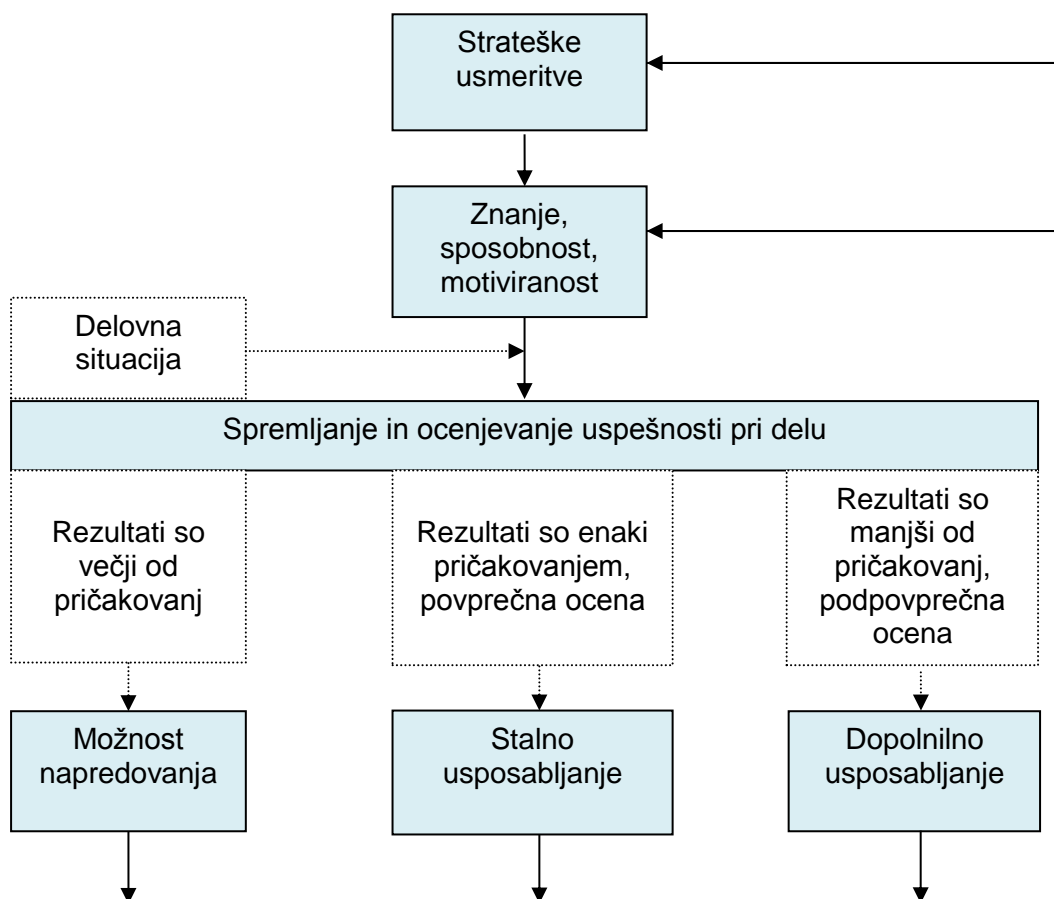 Strateške
usmeritve
Znanje,
sposobnost,
motiviranost
Delovna
situacija
Spremljanje in ocenjevanje uspešnosti pri delu
Rezultati so
večji od
pričakovanj
Rezultati so enaki
pričakovanjem,
povprečna ocena
Rezultati so
manjši od
pričakovanj,
podpovprečna
ocena
Možnost
napredovanja
Stalno
usposabljanje
Dopolnilno
usposabljanje